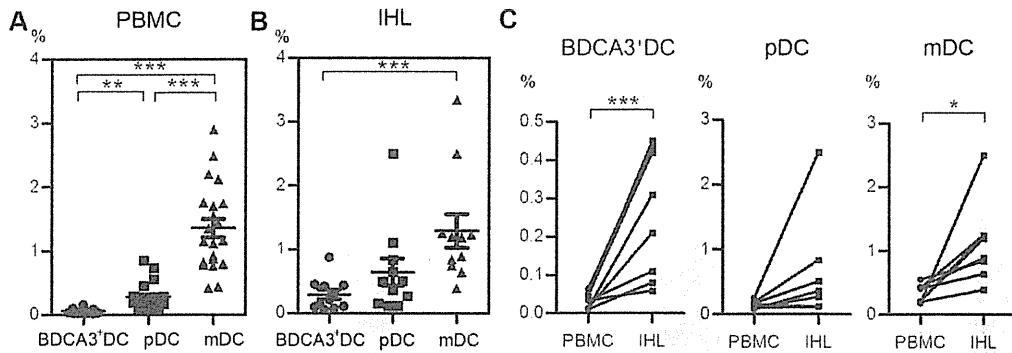 A
PBMC
%
***
**
***
4
3
2
1
0
BDCA3+DC
pDC
mDC
B
IHL
***
4
3
2
1
0
BDCA3+DC
pDC
mDC
C
BDCA3+DC
%
***
0.5
0.4
0.3
0.2
0.1
0.0
PBMC
IHL
pDC
%
3
2
1
0
PBMC
IHL
mDC
%
*
3
2
1
0
PBMC
IHL